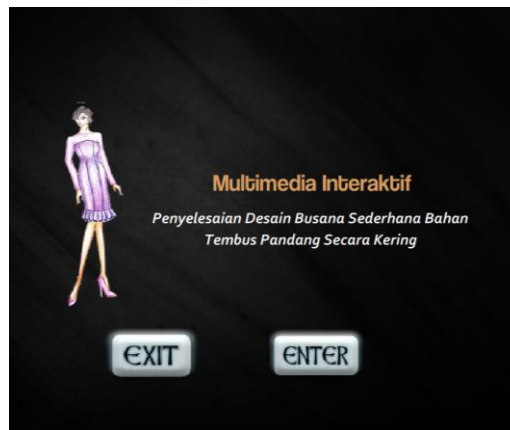 Multimedia Interaktif
Penyelesaian Desain Busana Sederhana Bahan
Tembus Pandang Secara Kering
EXIT
ENTER